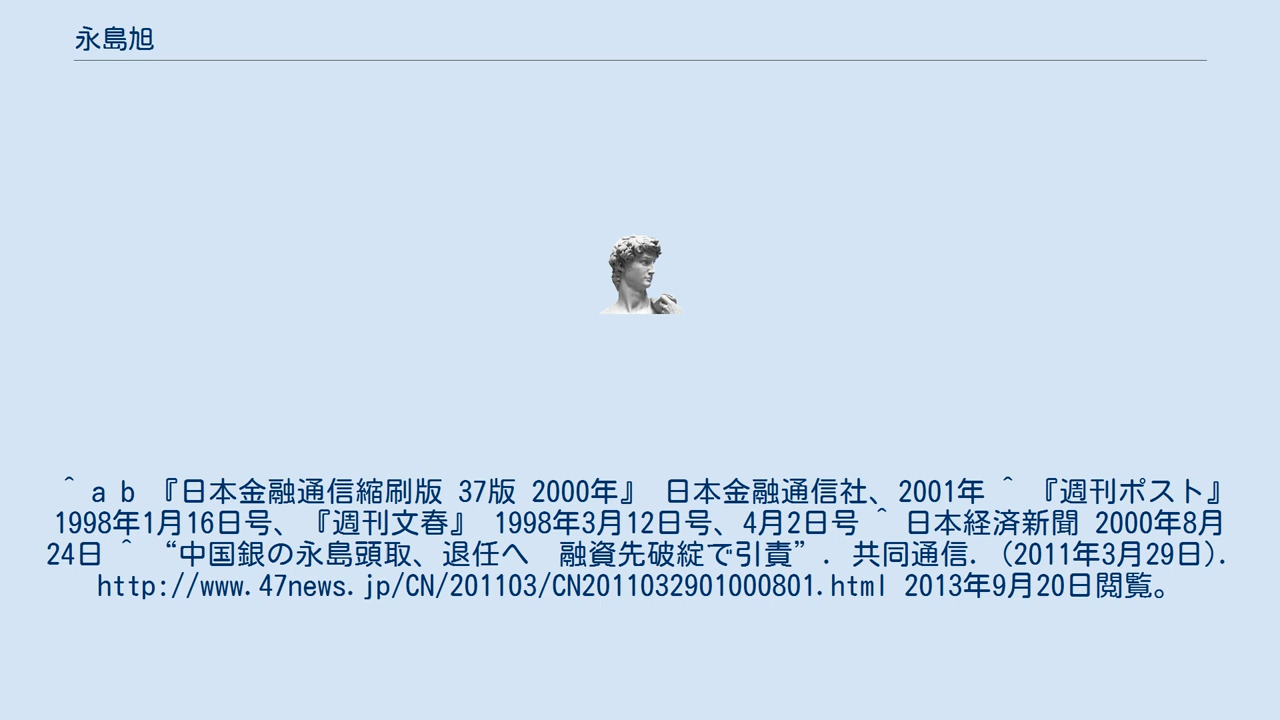 永島旭
^ a b 『日本金融通信縮刷版 37版 2000年』 日本金融通信社、2001年 ^ 『週刊ポスト』
1998年1月16日号、『週刊文春』 1998年3月12日号、4月2日号 ^ 日本経済新聞 2000年8月
24日 ^ “中国銀の永島頭取、退任へ　融資先破綻で引責”. 共同通信. (2011年3月29日).
http://www.47news.jp/CN/201103/CN2011032901000801.html 2013年9月20日閲覧。